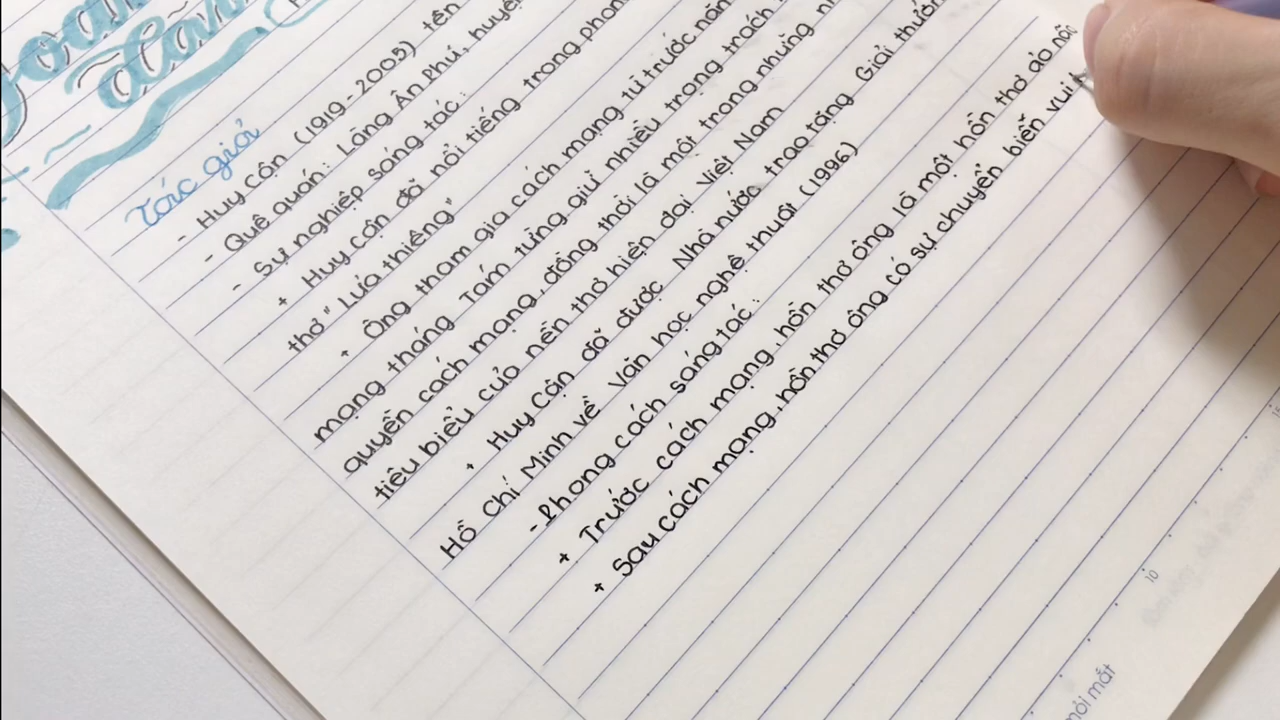 Tác giả
- Huy cận (1919 - 2005) tên
- Quê quán: Làng Ân Phú, huyện
- Sự nghiệp sáng tác:
+ Huy cận đã nổi tiếng trong phong
thơ "Lửa thiêng"
+ Ông tham gia cách mạng từ trước năm
mạng tháng Tám từng giữ nhiều trọng trách
quyền cách mạng, đồng thời là một trong những
tiêu biểu của nền thơ hiện đại Việt Nam
+ Huy Cận đã được Nhà nước trao tặng Giải thưởn
Hồ Chí Minh về Văn học nghệ thuật (1996)
- Phong cách sáng tác:
+ Trước cách mạng, hồn thơ ông là một hồn thơ ảo não
+ Sau cách mạng, hồn thơ ông có sự chuyển biến vui
10
mỏi mắt